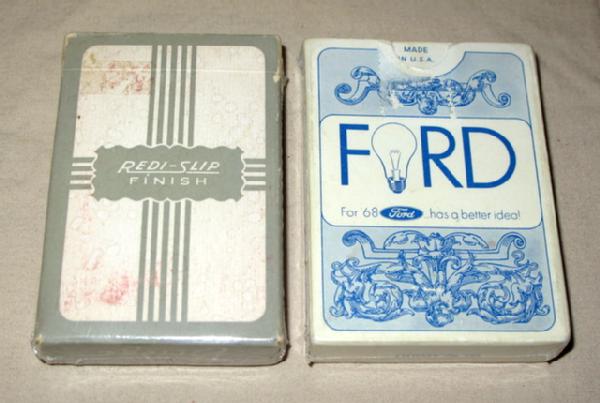 REDI-SLIP
FINISH
MADE
IN U.S.A.
FORD
For 68 Ford ...has a better idea!